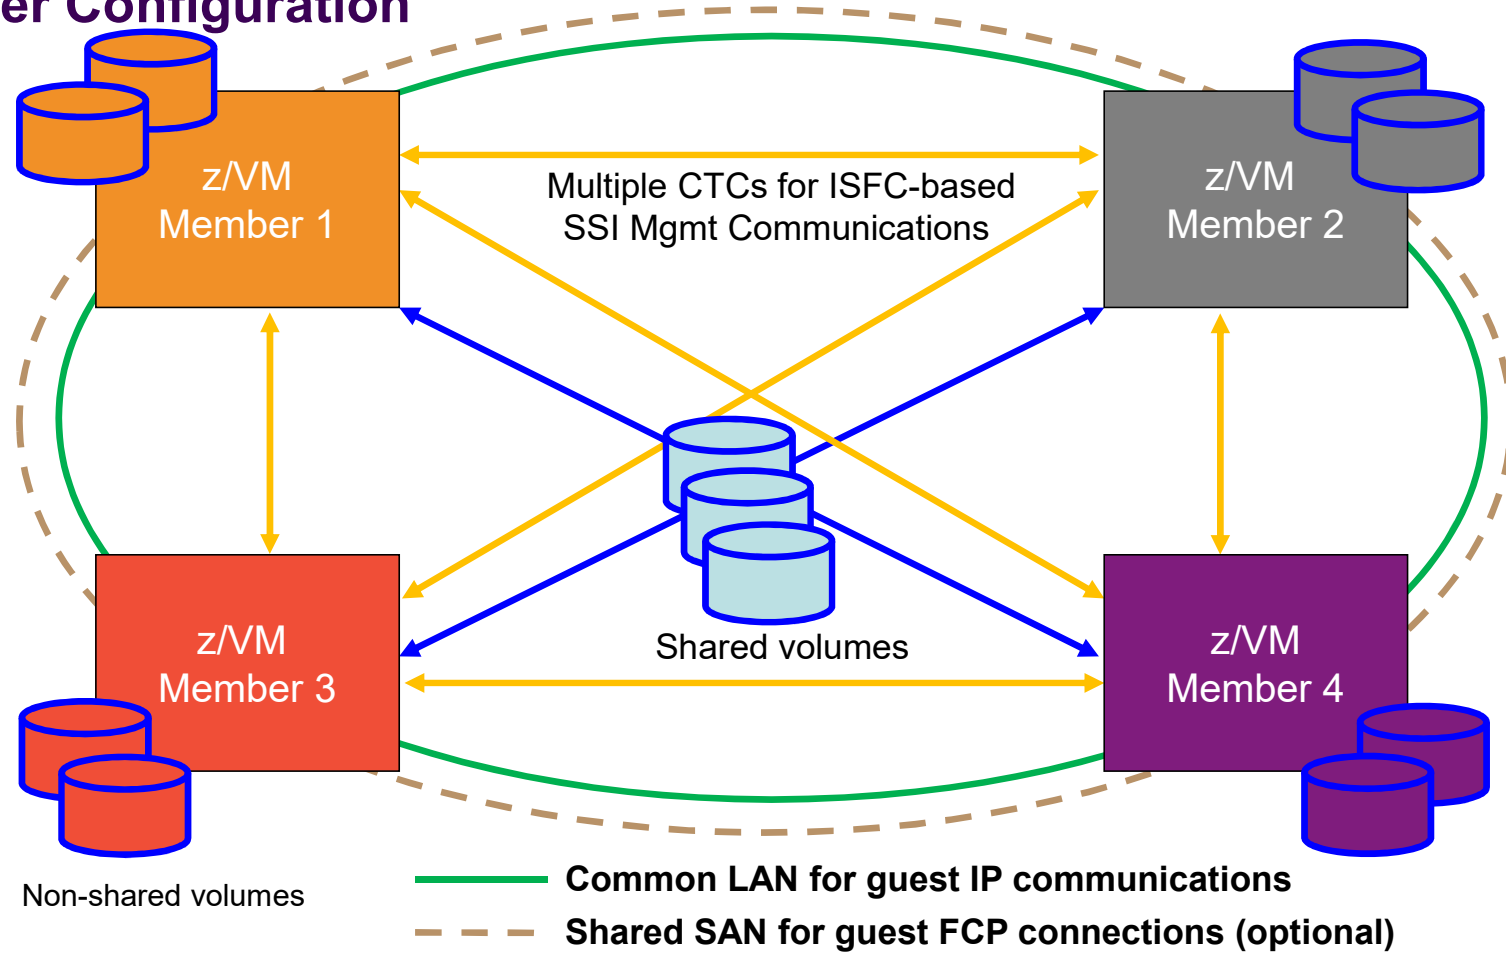 er Configuration
z/VM
Member 1
z/VM
Member 2
Multiple CTCs for ISFC-based
SSI Mgmt Communications
z/VM
Member 3
Shared volumes
z/VM
Member 4
Non-shared volumes
Common LAN for guest IP communications
Shared SAN for guest FCP connections (optional)